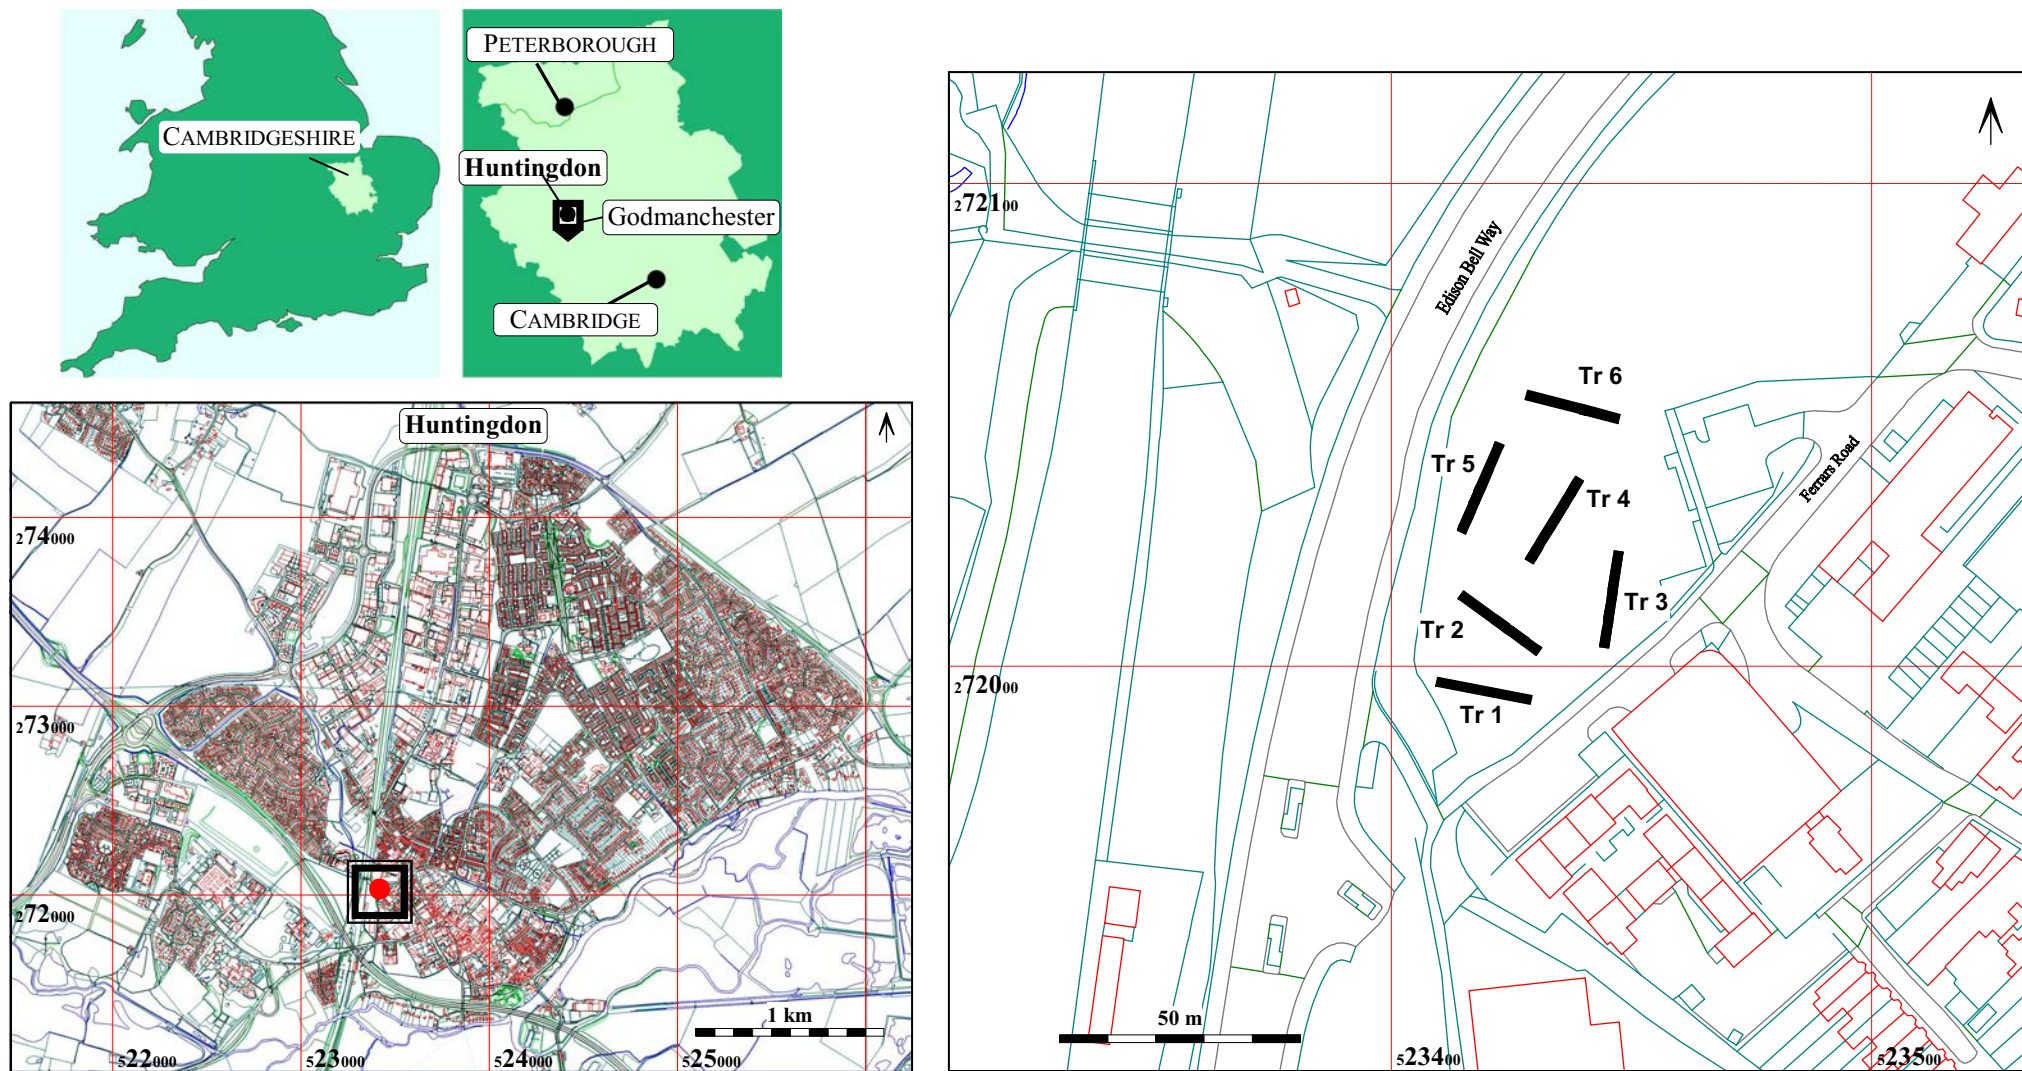 PETERBOROUGH
CAMBRIDGESHIRE
Huntingdon
Godmanchester
CAMBRIDGE
Huntingdon
274000
273000
272000
1 km
522000
523000
524000
525000
272100
Edison Bell Way
Tr 6
Tr 5
Ferrars Road
Tr 4
Tr 3
Tr 2
272000
Tr 1
50 m
523400
523500